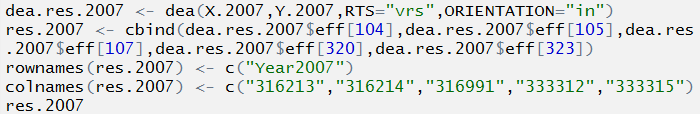 dea.res.2007 <- dea(X.2007,Y.2007,RTS="vrs",ORIENTATION="in")
res.2007 <- cbind(dea.res.2007$eff[104],dea.res.2007$eff[105],dea.res
.2007$eff[107],dea.res.2007$eff[320],dea.res.2007$eff[323])
rownames(res.2007) <- c("Year2007")
colnames(res.2007) <- c("316213","316214","316991","333312","333315")
res.2007